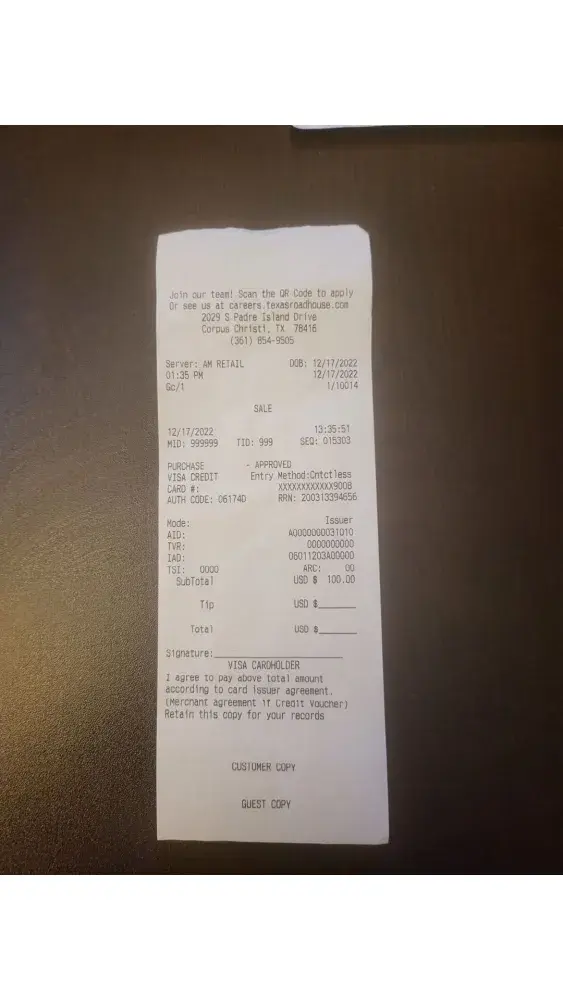 Join our team! Scan the QR Code to apply
Or see us at careers.texasroadhouse.com
2029 S Padre Island Drive
Corpus Christi, TX 78416
(361) 854-9505
Server: AM RETAIL DOB: 12/17/2022
01:35 PM 12/17/2022
Gc/1 1/10014
SALE
12/17/2022 13:35:51
MID: 999999 TID: 999 SEQ: 015303
PURCHASE - APPROVED
VISA CREDIT Entry Method:Cntctless
CARD #: XXXXXXXXXXXX9008
AUTH CODE: 06174D RRN: 200313394656
Mode: Issuer
AID: A0000000031010
TVR: 0000000000
IAD: 06011203A00000
TSI: 0000 ARC: 00
SubTotal USD $ 100.00
Tip USD $______
Total USD $______
Signature:____________________
VISA CARDHOLDER
I agree to pay above total amount
according to card issuer agreement.
(Merchant agreement if Credit Voucher)
Retain this copy for your records
CUSTOMER COPY
GUEST COPY